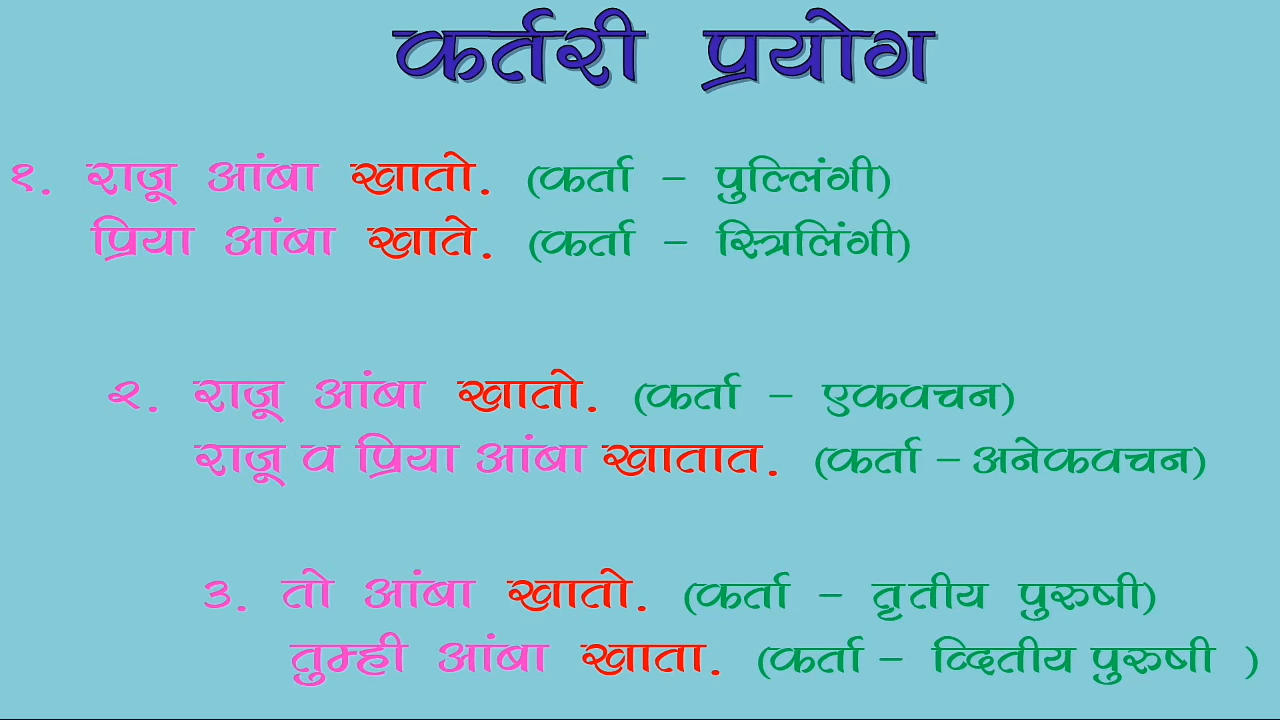 कर्तरी प्रयोग
१. राजू आंबा खातो. (कर्ता - पुल्लिंगी)
प्रिया आंबा खाते. (कर्ता - स्त्रिलिंगी)
२. राजू आंबा खातो. (कर्ता - एकवचन)
राजू व प्रिया आंबा खातात. (कर्ता - अनेकवचन)
३. तो आंबा खातो. (कर्ता - तृतीय पुरुषी)
तुम्ही आंबा खाता. (कर्ता - व्दितीय पुरुषी )